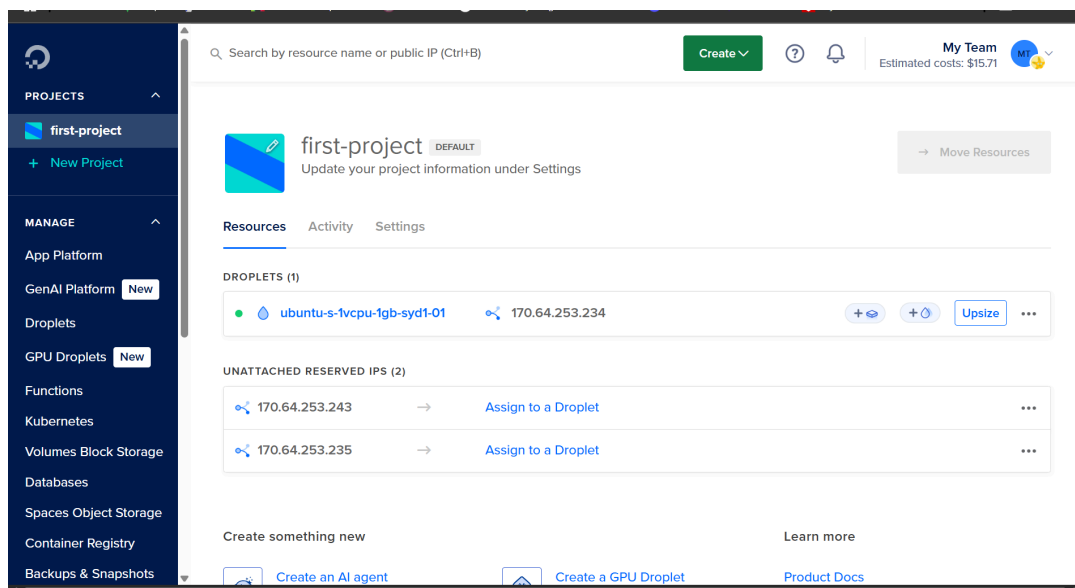 Search by resource name or public IP (Ctrl+B)
Create
?
My Team
Estimated costs: $15.71
MT
PROJECTS
first-project
+ New Project
MANAGE
App Platform
GenAI Platform New
Droplets
GPU Droplets New
Functions
Kubernetes
Volumes Block Storage
Databases
Spaces Object Storage
Container Registry
Backups & Snapshots
first-project DEFAULT
Update your project information under Settings
→ Move Resources
Resources Activity Settings
DROPLETS (1)
ubuntu-s-1vcpu-1gb-syd1-01 170.64.253.234 + + Upsize ...
UNATTACHED RESERVED IPS (2)
170.64.253.243 → Assign to a Droplet ...
170.64.253.235 → Assign to a Droplet ...
Create something new
Create an AI agent
Create a GPU Droplet
Learn more
Product Docs